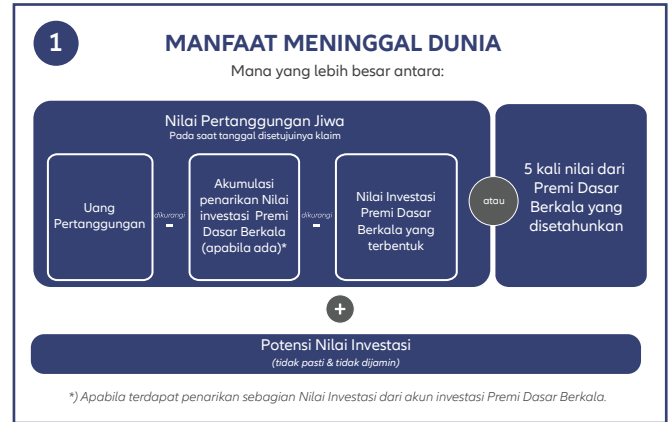 1
MANFAAT MENINGGAL DUNIA
Mana yang lebih besar antara:
Nilai Pertanggungan Jiwa
Pada saat tanggal disetujuinya klaim
Uang
Pertanggungan
dikurangi
-
Akumulasi
penarikan Nilai
investasi Premi
Dasar Berkala
(apabila ada)*
dikurangi
-
Nilai Investasi
Premi Dasar
Berkala yang
terbentuk
atau
5 kali nilai dari
Premi Dasar
Berkala yang
disetahunkan
+
Potensi Nilai Investasi
(tidak pasti & tidak dijamin)
*) Apabila terdapat penarikan sebagian Nilai Investasi dari akun investasi Premi Dasar Berkala.